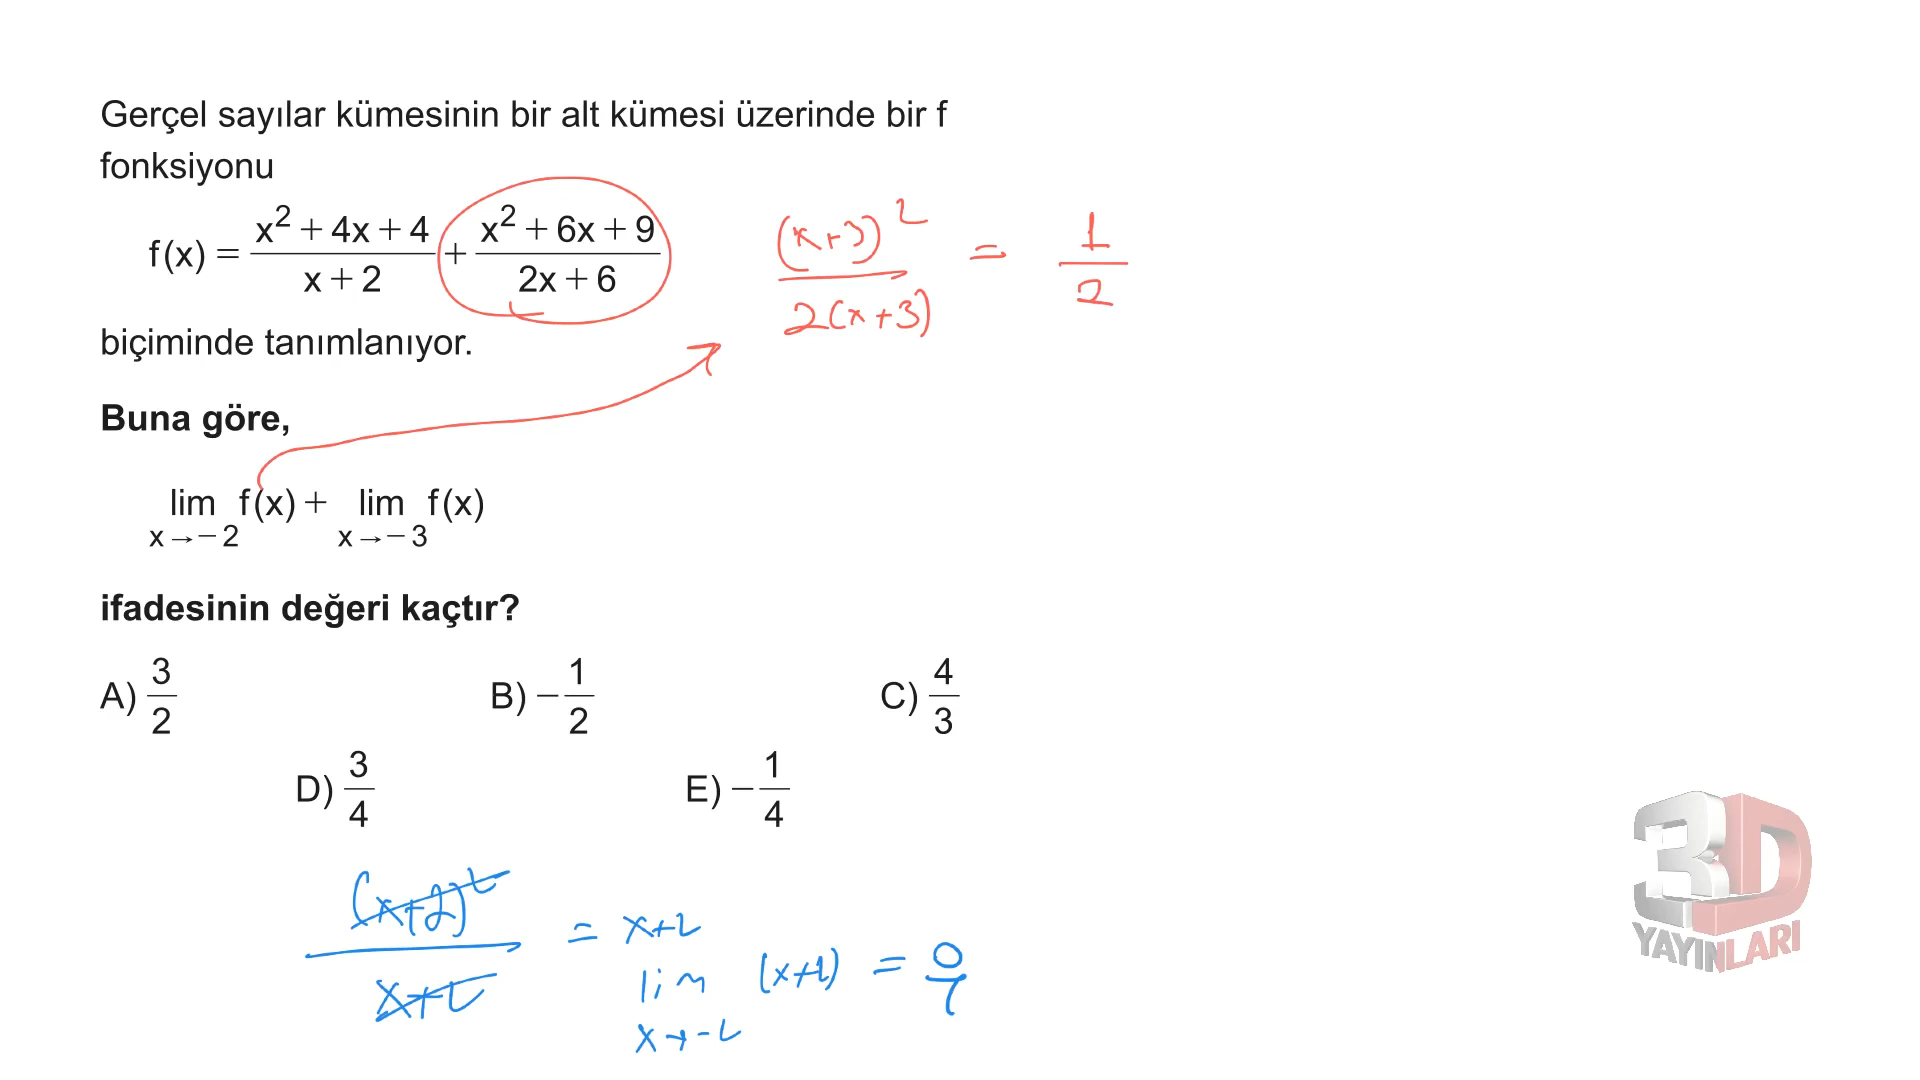 Gerçel sayılar kümesinin bir alt kümesi üzerinde bir f
fonksiyonu
f(x) = (x² + 4x + 4)/(x + 2) + (x² + 6x + 9)/(2x + 6)
(x+3)²/(2(x+3)) = 1/2
biçiminde tanımlanıyor.
Buna göre,
lim f(x) + lim f(x)
x→−2 x→−3
ifadesinin değeri kaçtır?
A) 3/2 B) −1/2 C) 4/3
D) 3/4 E) −1/4
(x+2)²/(x+2) = x+2
lim (x+2) = 0
x→-2
3D
YAYINLARI